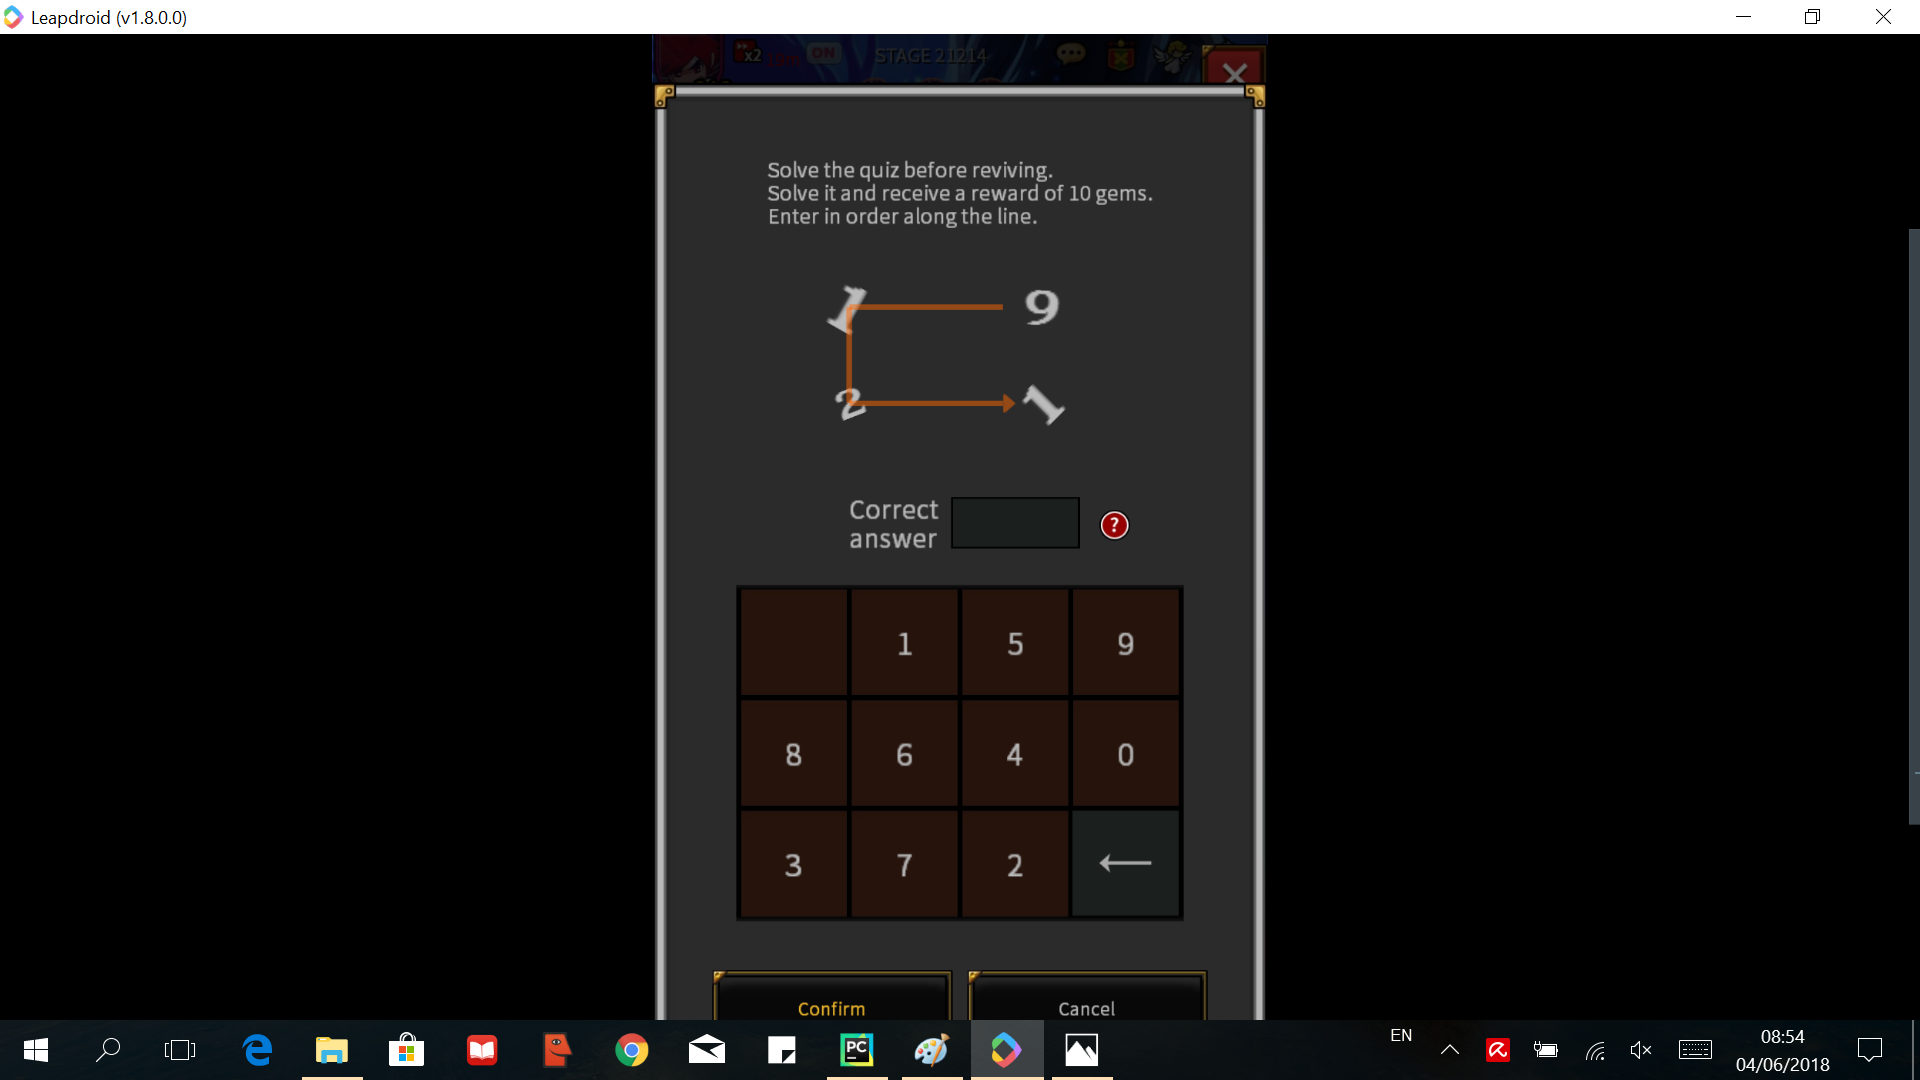 Leapdroid (v1.8.0.0)
x2
ON
STAGE 21214
Solve the quiz before reviving.
Solve it and receive a reward of 10 gems.
Enter in order along the line.
1 9
2 1
Correct
answer
?
1 5 9
8 6 4 0
3 7 2
Confirm Cancel
PC
EN
08:54
04/06/2018